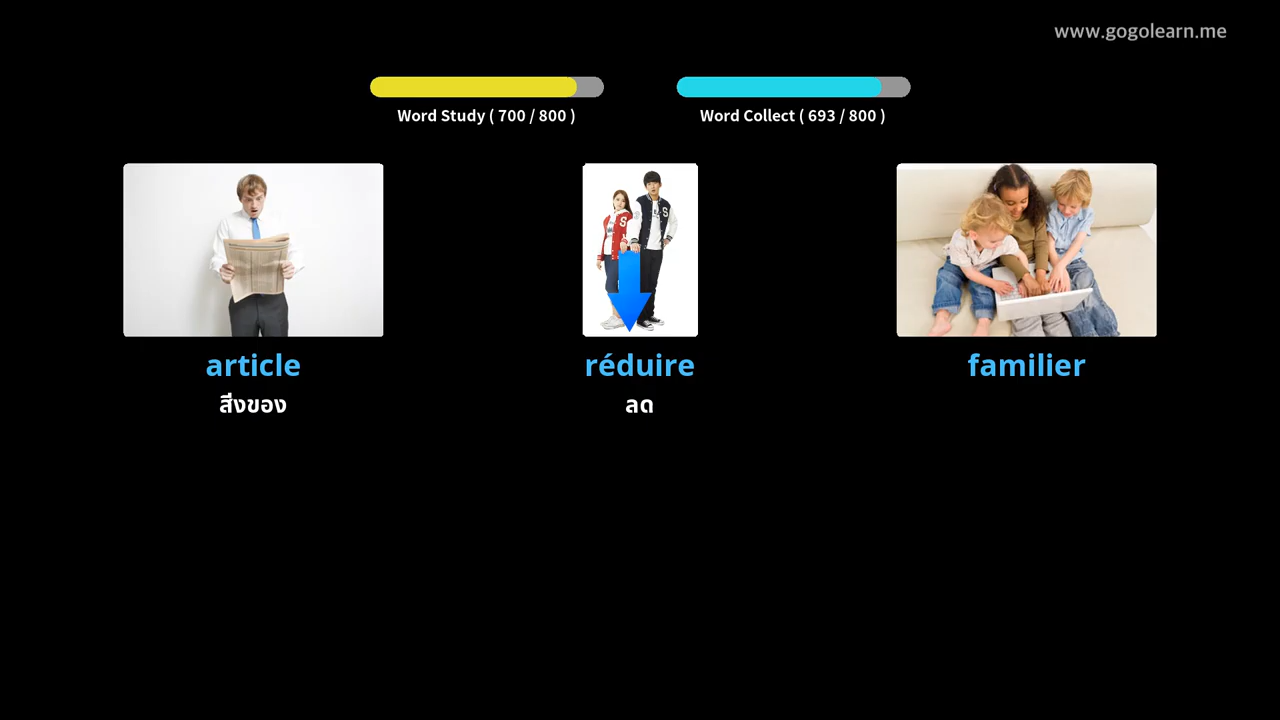 www.gogolearn.me
Word Study ( 700 / 800 )
Word Collect ( 693 / 800 )
article
réduire
familier
สิ่งของ
ลด